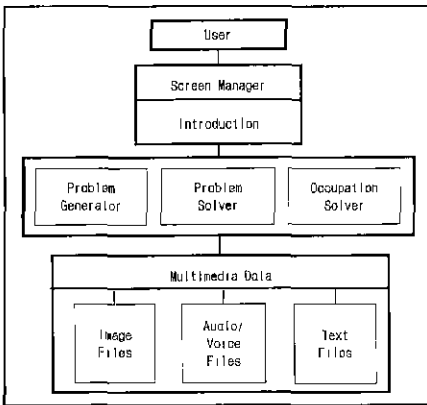 User
Screen Manager
Introduction
Problem
Generator
Problem
Solver
Occupation
Solver
Multimedia Data
Image
Files
Audio/
Voice
Files
Text
Files